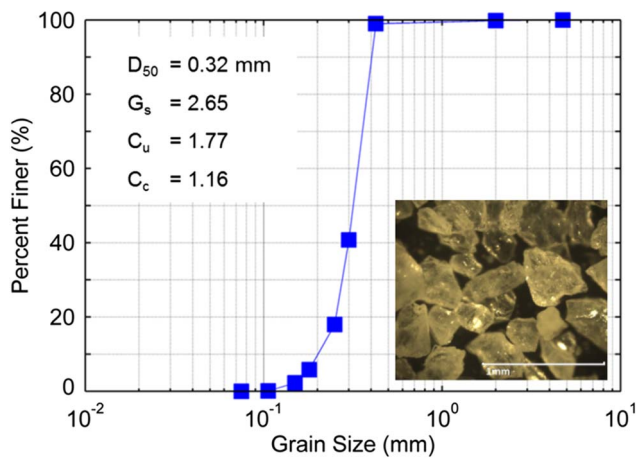 100
80
60
40
20
0
Percent Finer (%)
D50 = 0.32 mm
Gs = 2.65
Cu = 1.77
Cc = 1.16
1mm
10-2
10-1
100
101
Grain Size (mm)